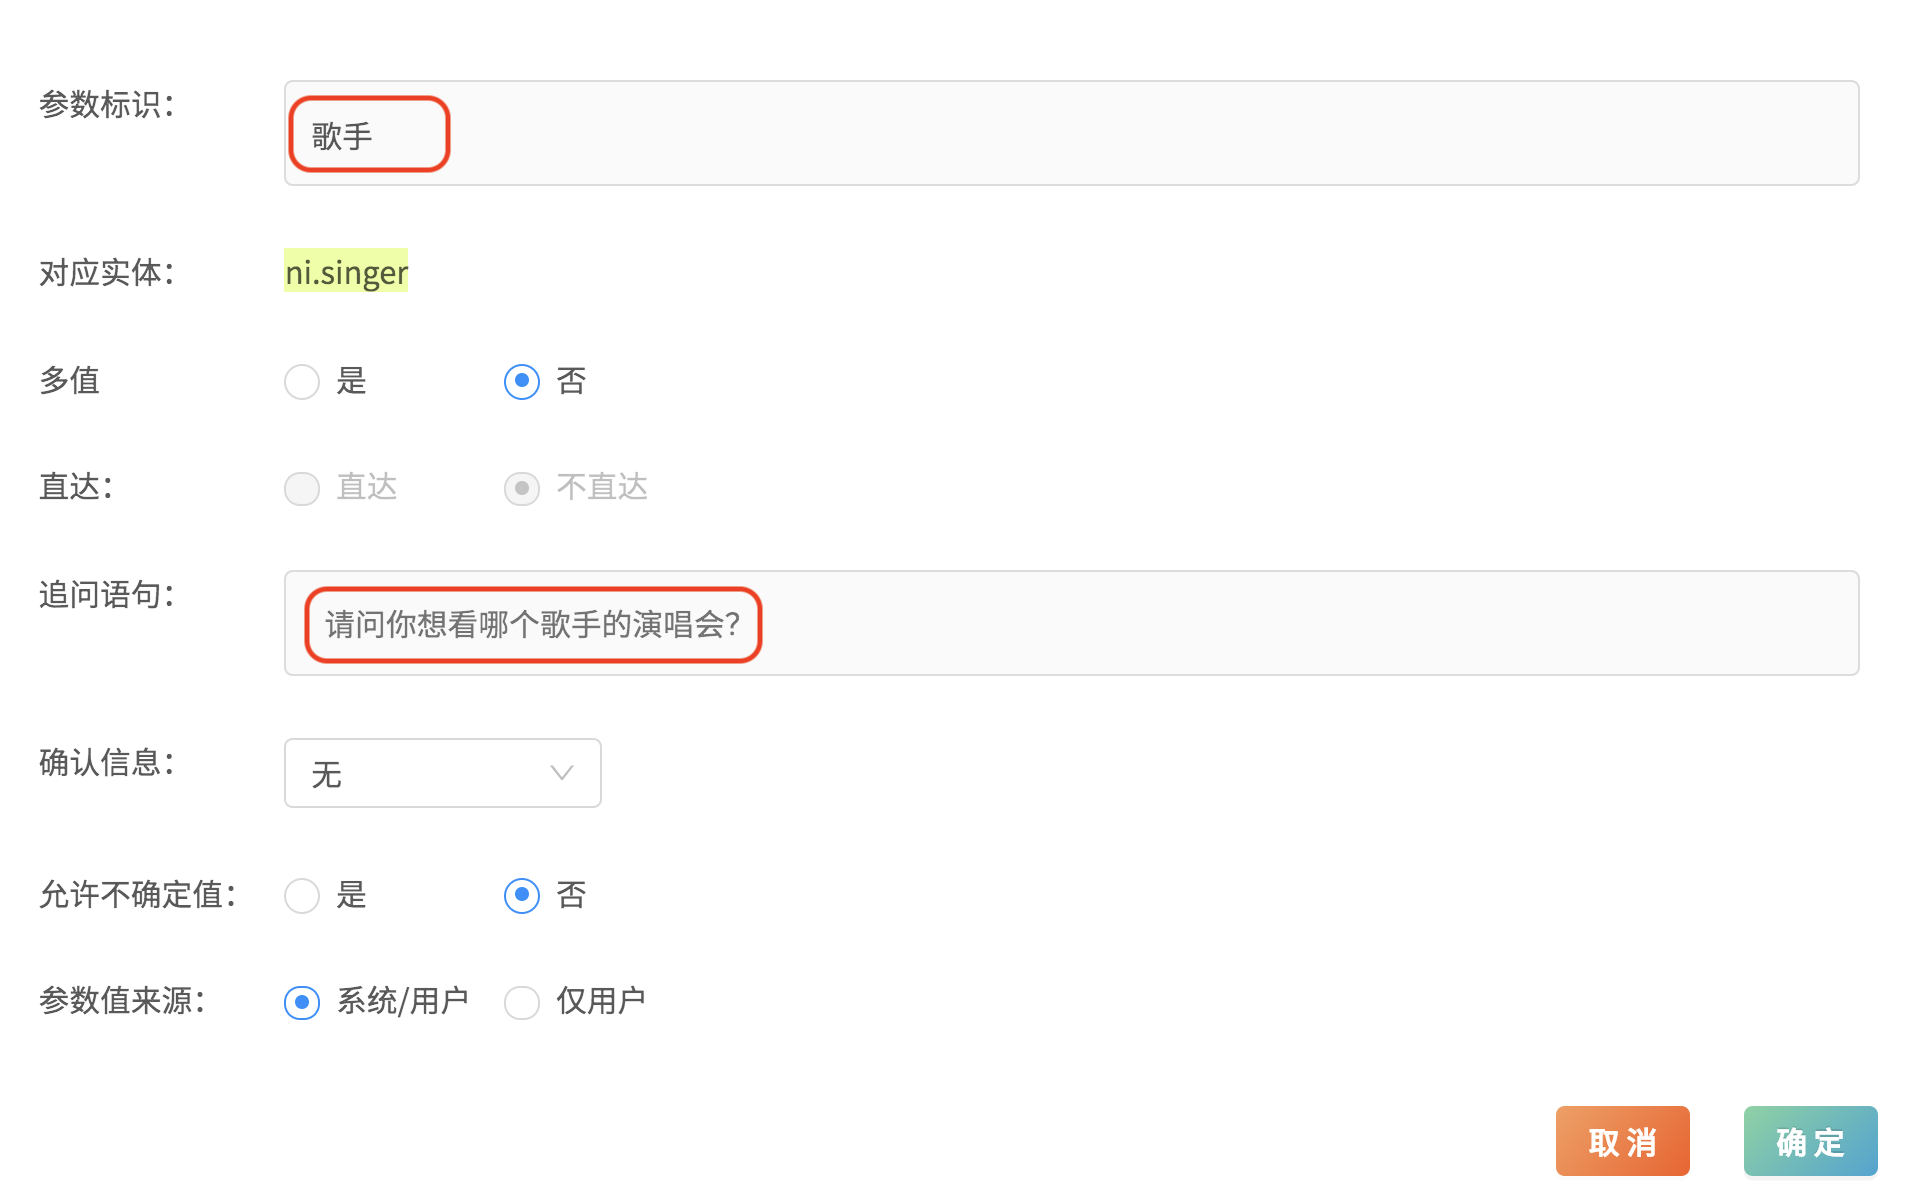 参数标识：
歌手
对应实体：
ni.singer
多值
是
否
直达：
直达
不直达
追问语句：
请问你想看哪个歌手的演唱会？
确认信息：
无
允许不确定值：
是
否
参数值来源：
系统/用户
仅用户
取 消
确 定